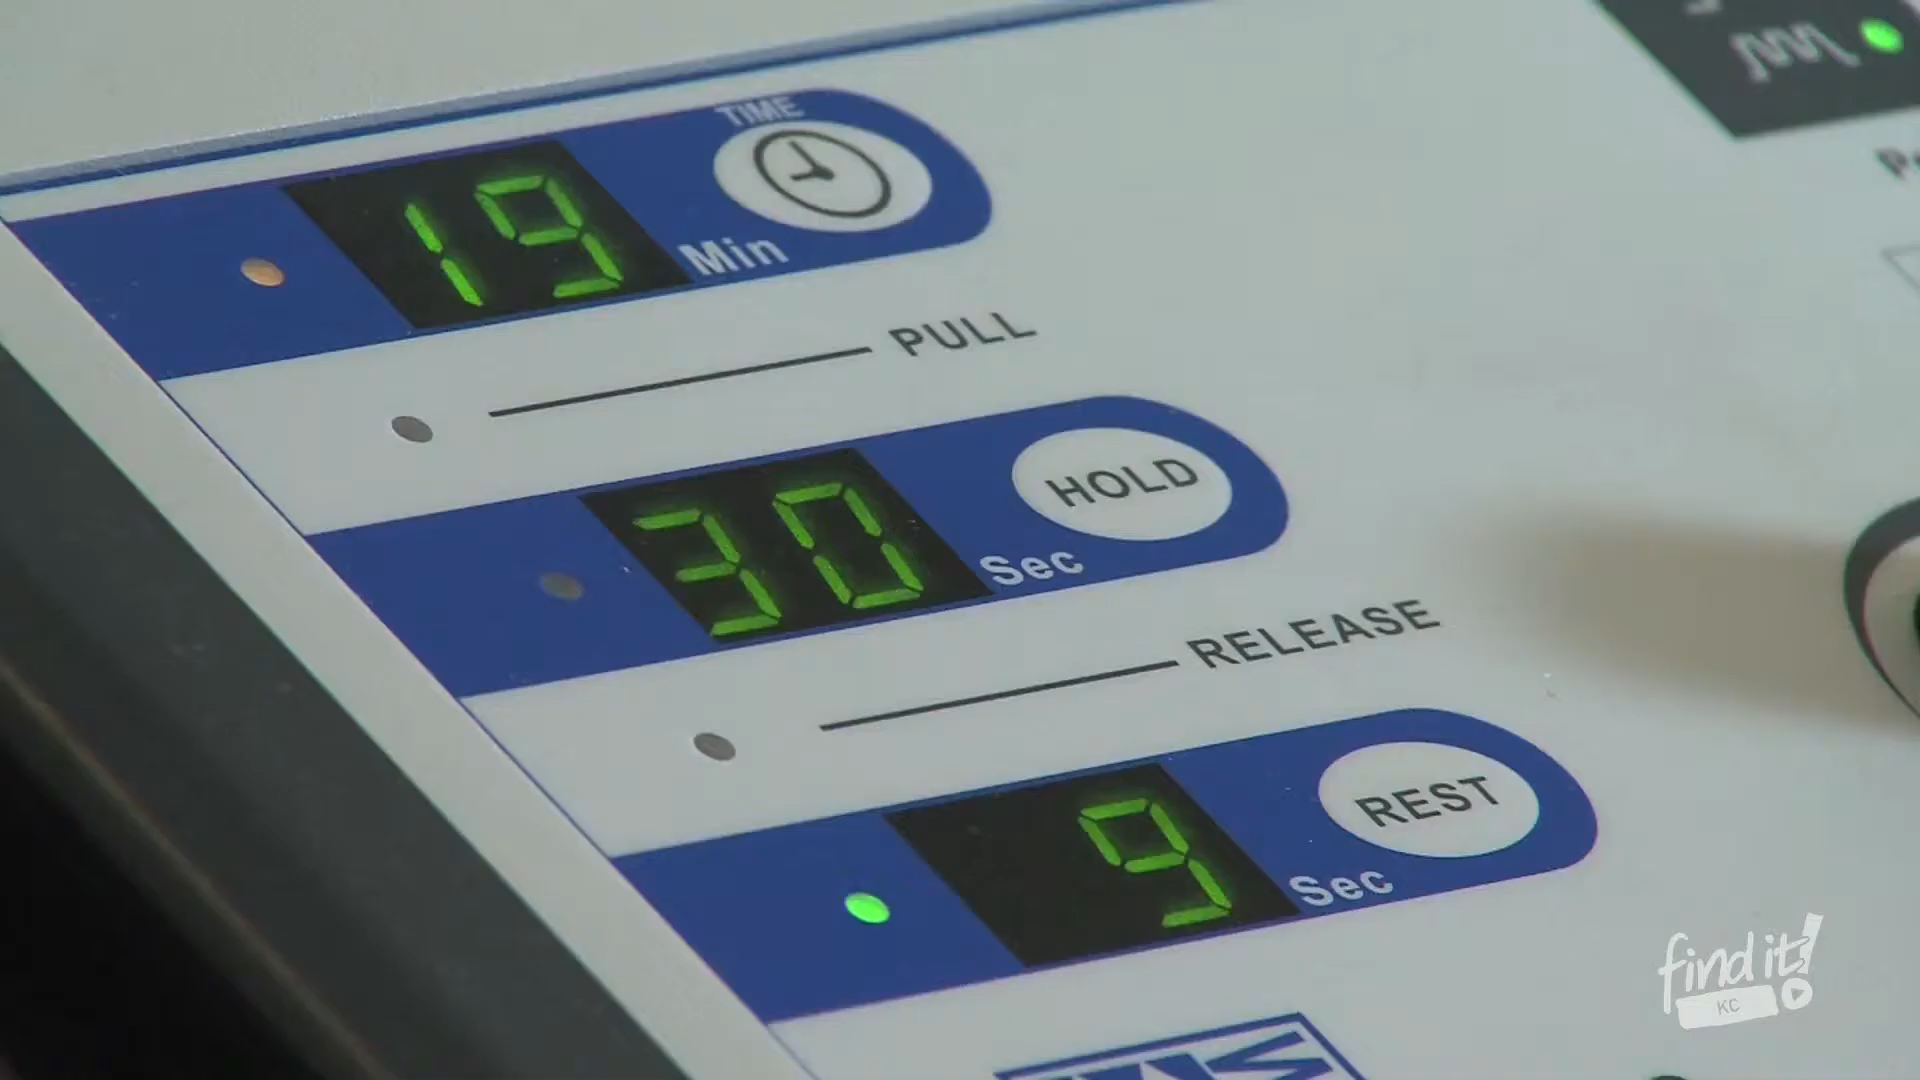 TIME
19 Min
PULL
30 Sec
HOLD
RELEASE
9 Sec
REST
find it!
KC